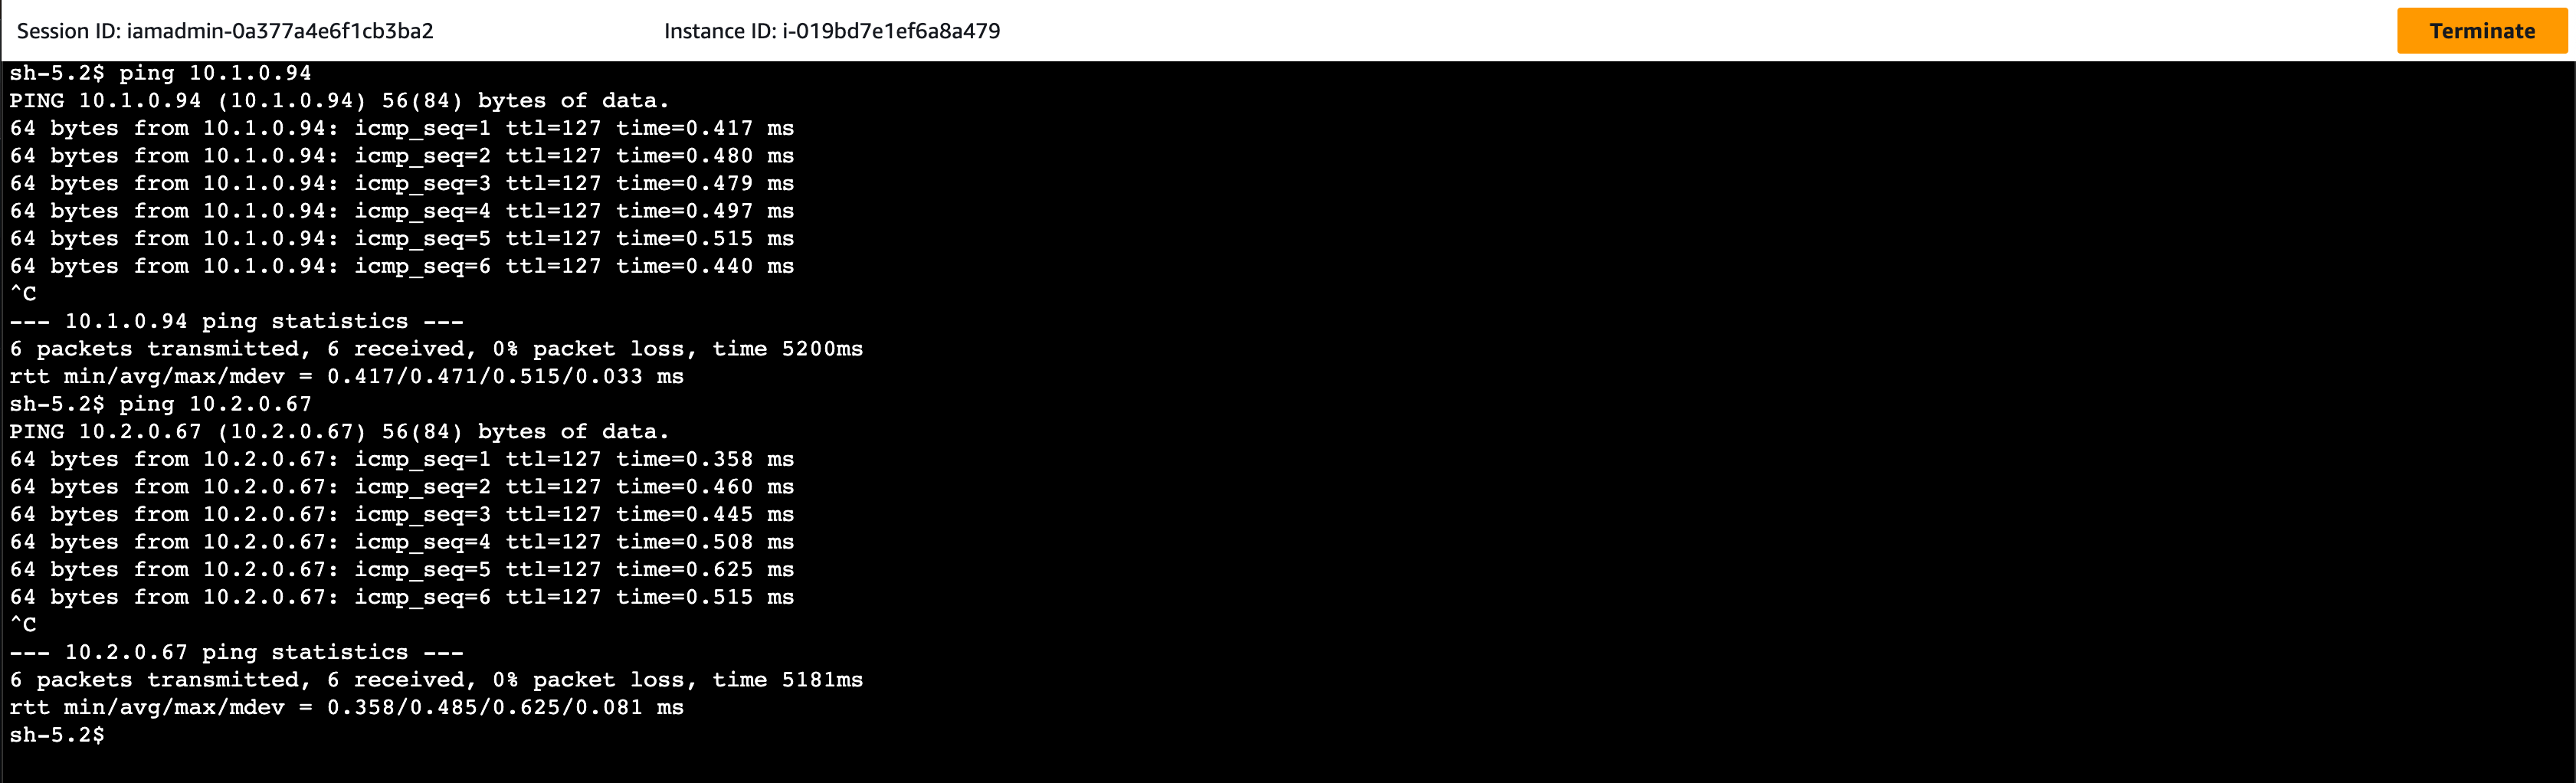 Session ID: iamadmin-0a377a4e6f1cb3ba2 Instance ID: i-019bd7e1ef6a8a479 Terminate
sh-5.2$ ping 10.1.0.94
PING 10.1.0.94 (10.1.0.94) 56(84) bytes of data.
64 bytes from 10.1.0.94: icmp_seq=1 ttl=127 time=0.417 ms
64 bytes from 10.1.0.94: icmp_seq=2 ttl=127 time=0.480 ms
64 bytes from 10.1.0.94: icmp_seq=3 ttl=127 time=0.479 ms
64 bytes from 10.1.0.94: icmp_seq=4 ttl=127 time=0.497 ms
64 bytes from 10.1.0.94: icmp_seq=5 ttl=127 time=0.515 ms
64 bytes from 10.1.0.94: icmp_seq=6 ttl=127 time=0.440 ms
^C
--- 10.1.0.94 ping statistics ---
6 packets transmitted, 6 received, 0% packet loss, time 5200ms
rtt min/avg/max/mdev = 0.417/0.471/0.515/0.033 ms
sh-5.2$ ping 10.2.0.67
PING 10.2.0.67 (10.2.0.67) 56(84) bytes of data.
64 bytes from 10.2.0.67: icmp_seq=1 ttl=127 time=0.358 ms
64 bytes from 10.2.0.67: icmp_seq=2 ttl=127 time=0.460 ms
64 bytes from 10.2.0.67: icmp_seq=3 ttl=127 time=0.445 ms
64 bytes from 10.2.0.67: icmp_seq=4 ttl=127 time=0.508 ms
64 bytes from 10.2.0.67: icmp_seq=5 ttl=127 time=0.625 ms
64 bytes from 10.2.0.67: icmp_seq=6 ttl=127 time=0.515 ms
^C
--- 10.2.0.67 ping statistics ---
6 packets transmitted, 6 received, 0% packet loss, time 5181ms
rtt min/avg/max/mdev = 0.358/0.485/0.625/0.081 ms
sh-5.2$